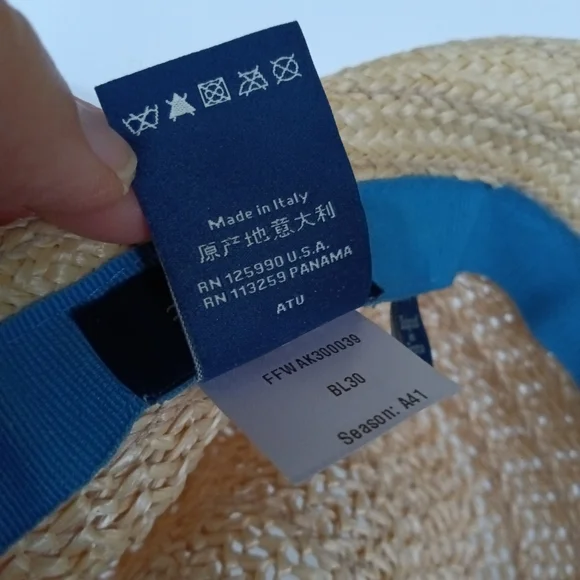 Made in Italy
原产地意大利
RN 125990 U.S.A.
RN 113259 PANAMA
ATU
FFWAK300039
BL30
Season: A41